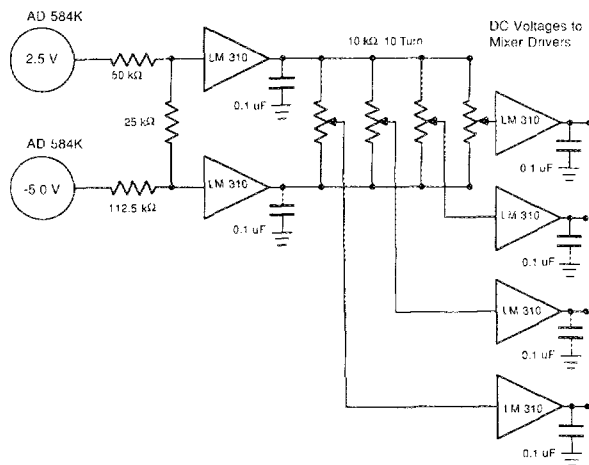 AD 584K
2.5 V
50 kΩ
LM 310
0.1 uF
10 kΩ 10 Turn
DC Voltages to
Mixer Drivers
25 kΩ
LM 310
0.1 uF
AD 584K
-5.0 V
112.5 kΩ
LM 310
0.1 uF
LM 310
0.1 uF
LM 310
0.1 uF
LM 310
0.1 uF